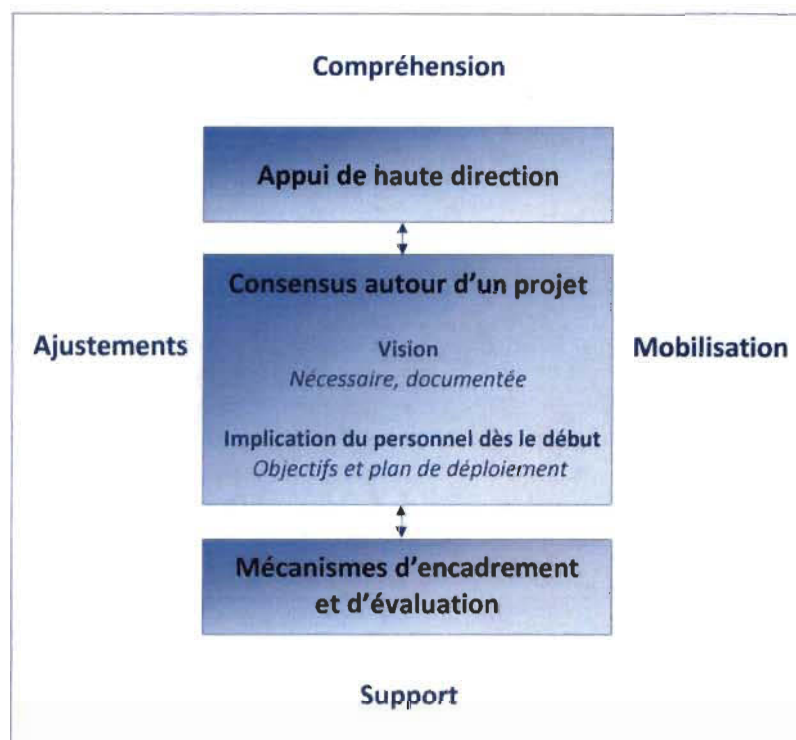 Compréhension
Appui de haute direction
Consensus autour d'un projet
Ajustements
Vision
Mobilisation
Nécessaire, documentée
Implication du personnel dès le début
Objectifs et plan de déploiement
Mécanismes d'encadrement
et d'évaluation
Support